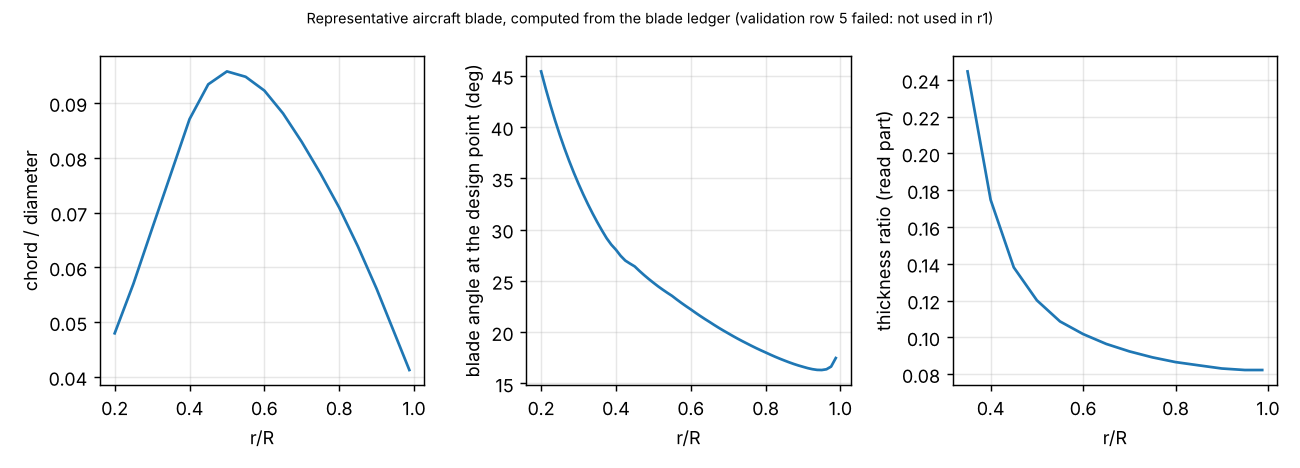 Representative aircraft blade, computed from the blade ledger (validation row 5 failed: not used in r1)
chord / diameter
0.09
0.08
0.07
0.06
0.05
0.04
0.2 0.4 0.6 0.8 1.0
r/R
blade angle at the design point (deg)
45
40
35
30
25
20
15
0.2 0.4 0.6 0.8 1.0
r/R
thickness ratio (read part)
0.24
0.22
0.20
0.18
0.16
0.14
0.12
0.10
0.08
0.4 0.6 0.8 1.0
r/R